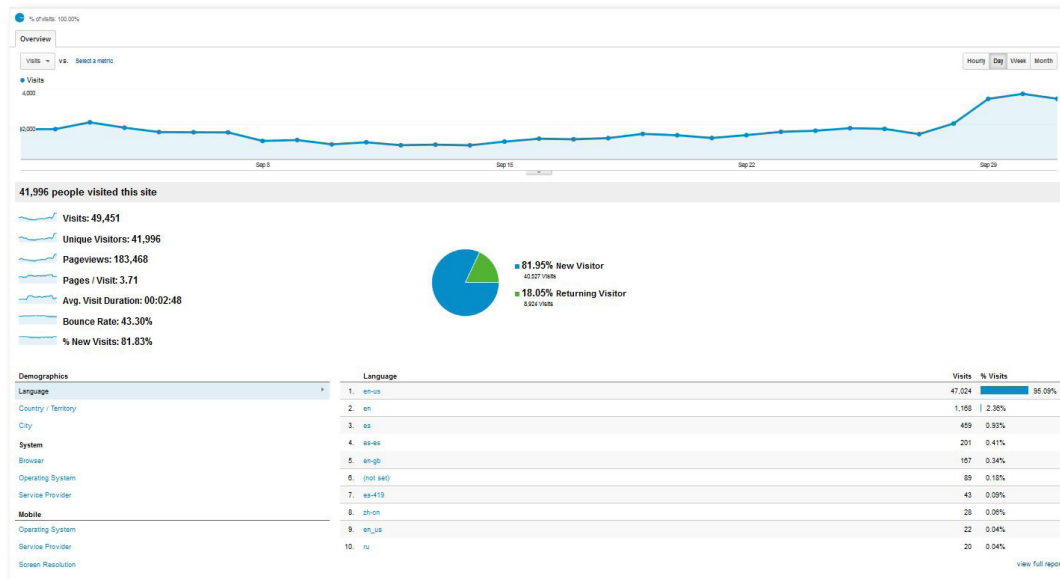 % of visits: 100.00%
Overview
Visits vs. Select a metric
Hourly Day Week Month
Visits
4,000
2,000
Sep 8 Sep 15 Sep 22 Sep 29
41,996 people visited this site
Visits: 49,451
Unique Visitors: 41,996
Pageviews: 183,468
Pages / Visit: 3.71
Avg. Visit Duration: 00:02:48
Bounce Rate: 43.30%
% New Visits: 81.83%
81.95% New Visitor
40,527 Visits
18.05% Returning Visitor
8,924 Visits
Demographics
Language
Country / Territory
City
System
Browser
Operating System
Service Provider
Mobile
Operating System
Service Provider
Screen Resolution
Language Visits % Visits
1. en-us 47,024 95.09%
2. en 1,168 2.36%
3. es 459 0.93%
4. es-es 201 0.41%
5. en-gb 167 0.34%
6. (not set) 89 0.18%
7. es-419 43 0.09%
8. zh-cn 28 0.06%
9. en_us 22 0.04%
10. ru 20 0.04%
view full repo